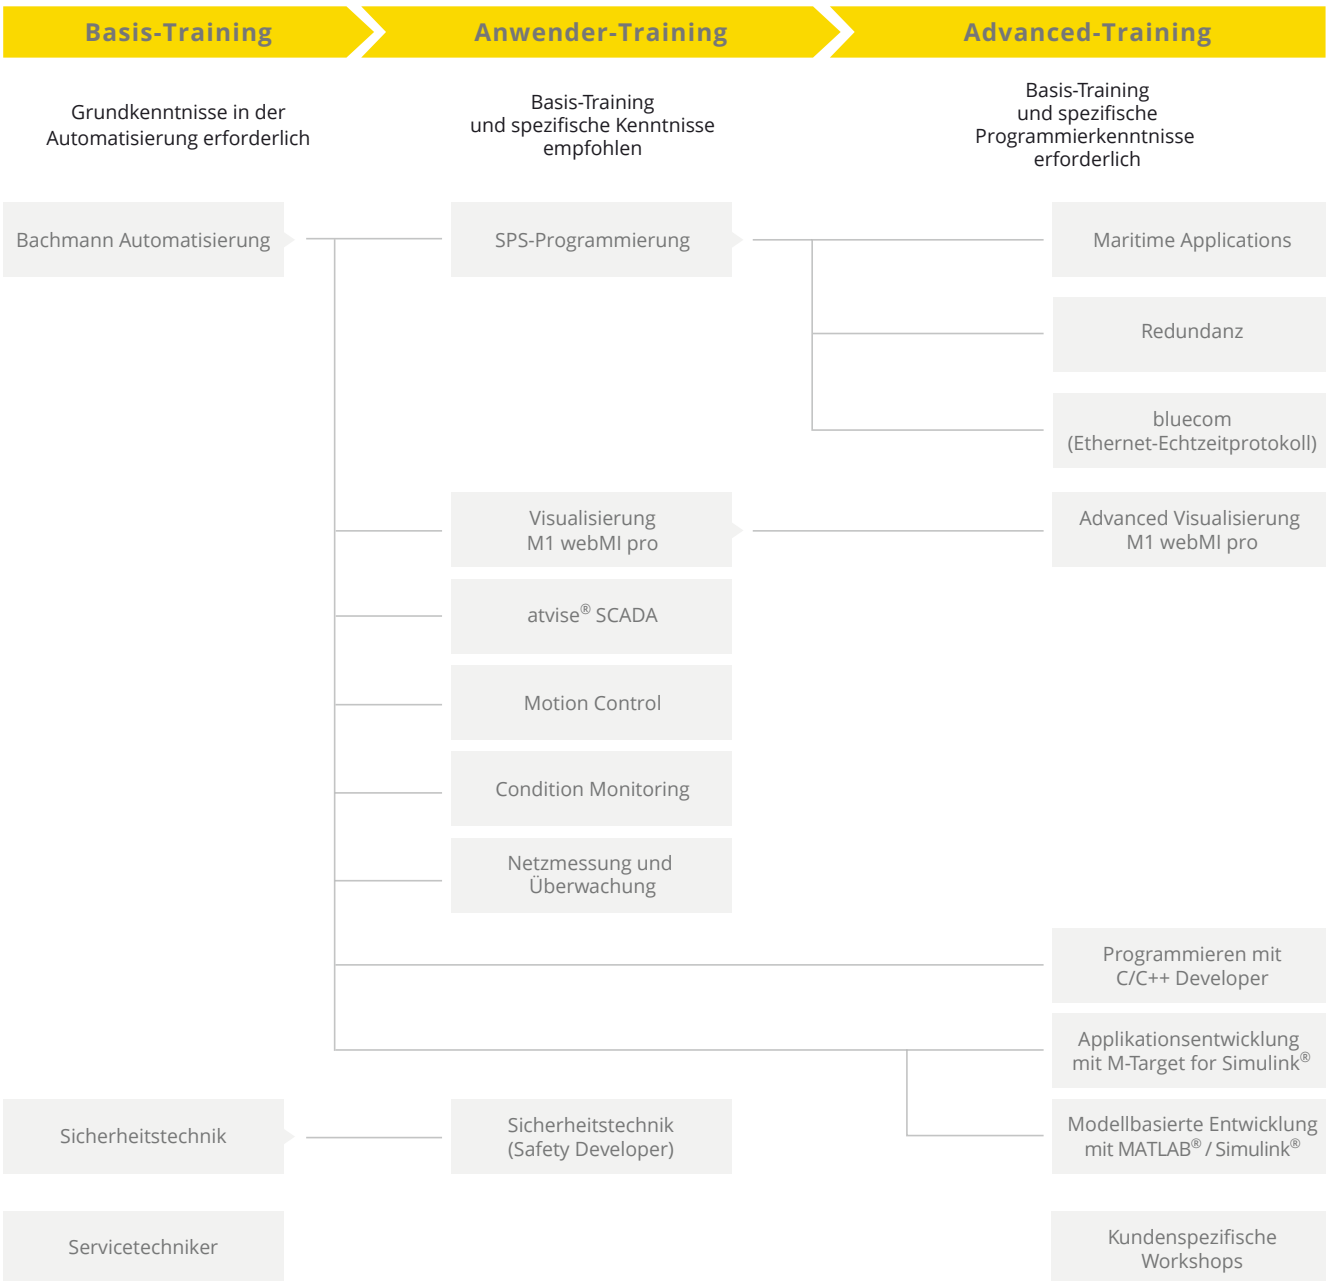 Basis-Training
Anwender-Training
Advanced-Training
Grundkenntnisse in der
Automatisierung erforderlich
Basis-Training
und spezifische Kenntnisse
empfohlen
Basis-Training
und spezifische
Programmierkenntnisse
erforderlich
Bachmann Automatisierung
SPS-Programmierung
Maritime Applications
Redundanz
bluecom
(Ethernet-Echtzeitprotokoll)
Visualisierung
M1 webMI pro
Advanced Visualisierung
M1 webMI pro
atvise® SCADA
Motion Control
Condition Monitoring
Netzmessung und
Überwachung
Programmieren mit
C/C++ Developer
Applikationsentwicklung
mit M-Target for Simulink®
Sicherheitstechnik
Sicherheitstechnik
(Safety Developer)
Modellbasierte Entwicklung
mit MATLAB® / Simulink®
Servicetechniker
Kundenspezifische
Workshops